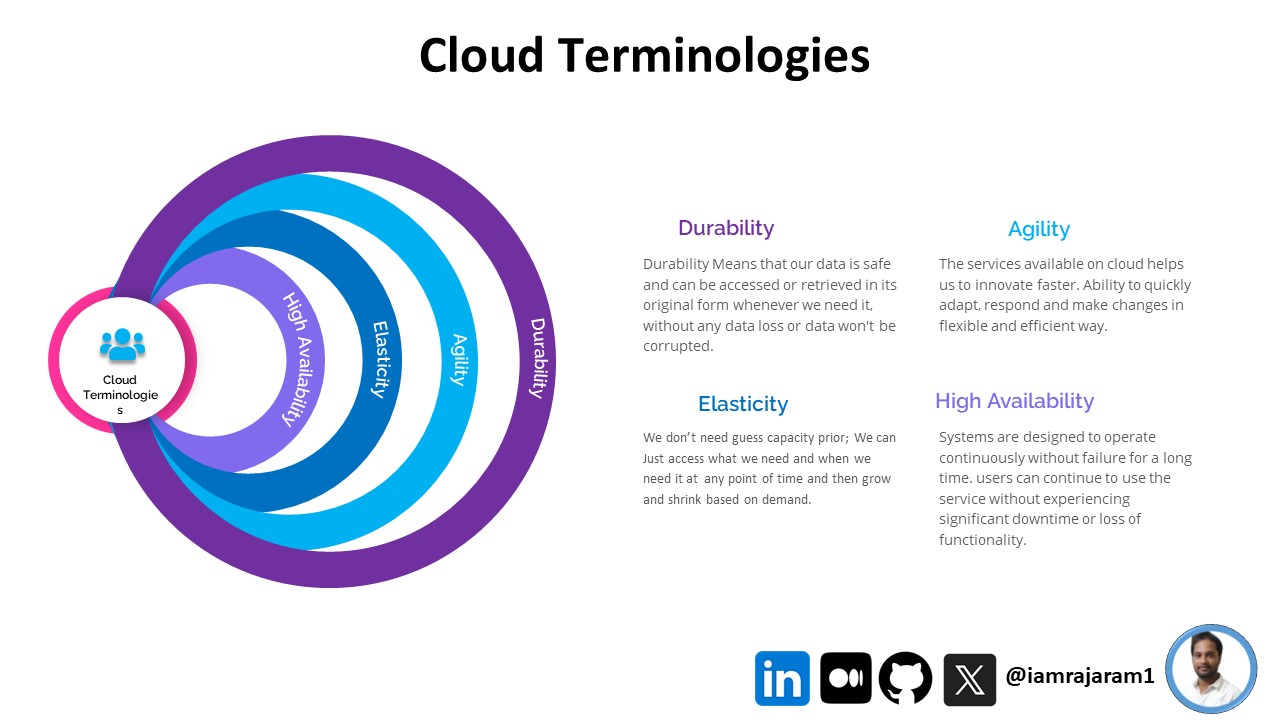 Cloud Terminologies
Cloud
Terminologie
s
High Availability
Elasticity
Agility
Durability
Durability
Durability Means that our data is safe
and can be accessed or retrieved in its
original form whenever we need it,
without any data loss or data won't be
corrupted.
Agility
The services available on cloud helps
us to innovate faster. Ability to quickly
adapt, respond and make changes in
flexible and efficient way.
Elasticity
We don’t need guess capacity prior; We can
Just access what we need and when we
need it at any point of time and then grow
and shrink based on demand.
High Availability
Systems are designed to operate
continuously without failure for a long
time. users can continue to use the
service without experiencing
significant downtime or loss of
functionality.
in
@iamrajaram1